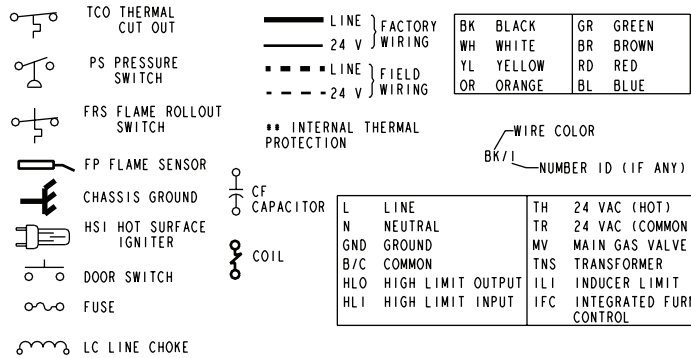 TCO THERMAL
CUT OUT
PS PRESSURE
SWITCH
FRS FLAME ROLLOUT
SWITCH
FP FLAME SENSOR
CHASSIS GROUND
HSI HOT SURFACE
IGNITER
DOOR SWITCH
FUSE
LC LINE CHOKE
LINE
24 V
FACTORY
WIRING
LINE
24 V
FIELD
WIRING
** INTERNAL THERMAL
PROTECTION
CF
CAPACITOR
COIL
BK BLACK GR GREEN
WH WHITE BR BROWN
YL YELLOW RD RED
OR ORANGE BL BLUE
WIRE COLOR
BK/1
NUMBER ID (IF ANY)
L LINE TH 24 VAC (HOT)
N NEUTRAL TR 24 VAC (COMMON
GND GROUND MV MAIN GAS VALVE
B/C COMMON TNS TRANSFORMER
HLO HIGH LIMIT OUTPUT ILI INDUCER LIMIT
HLI HIGH LIMIT INPUT IFC INTEGRATED
CONTROL